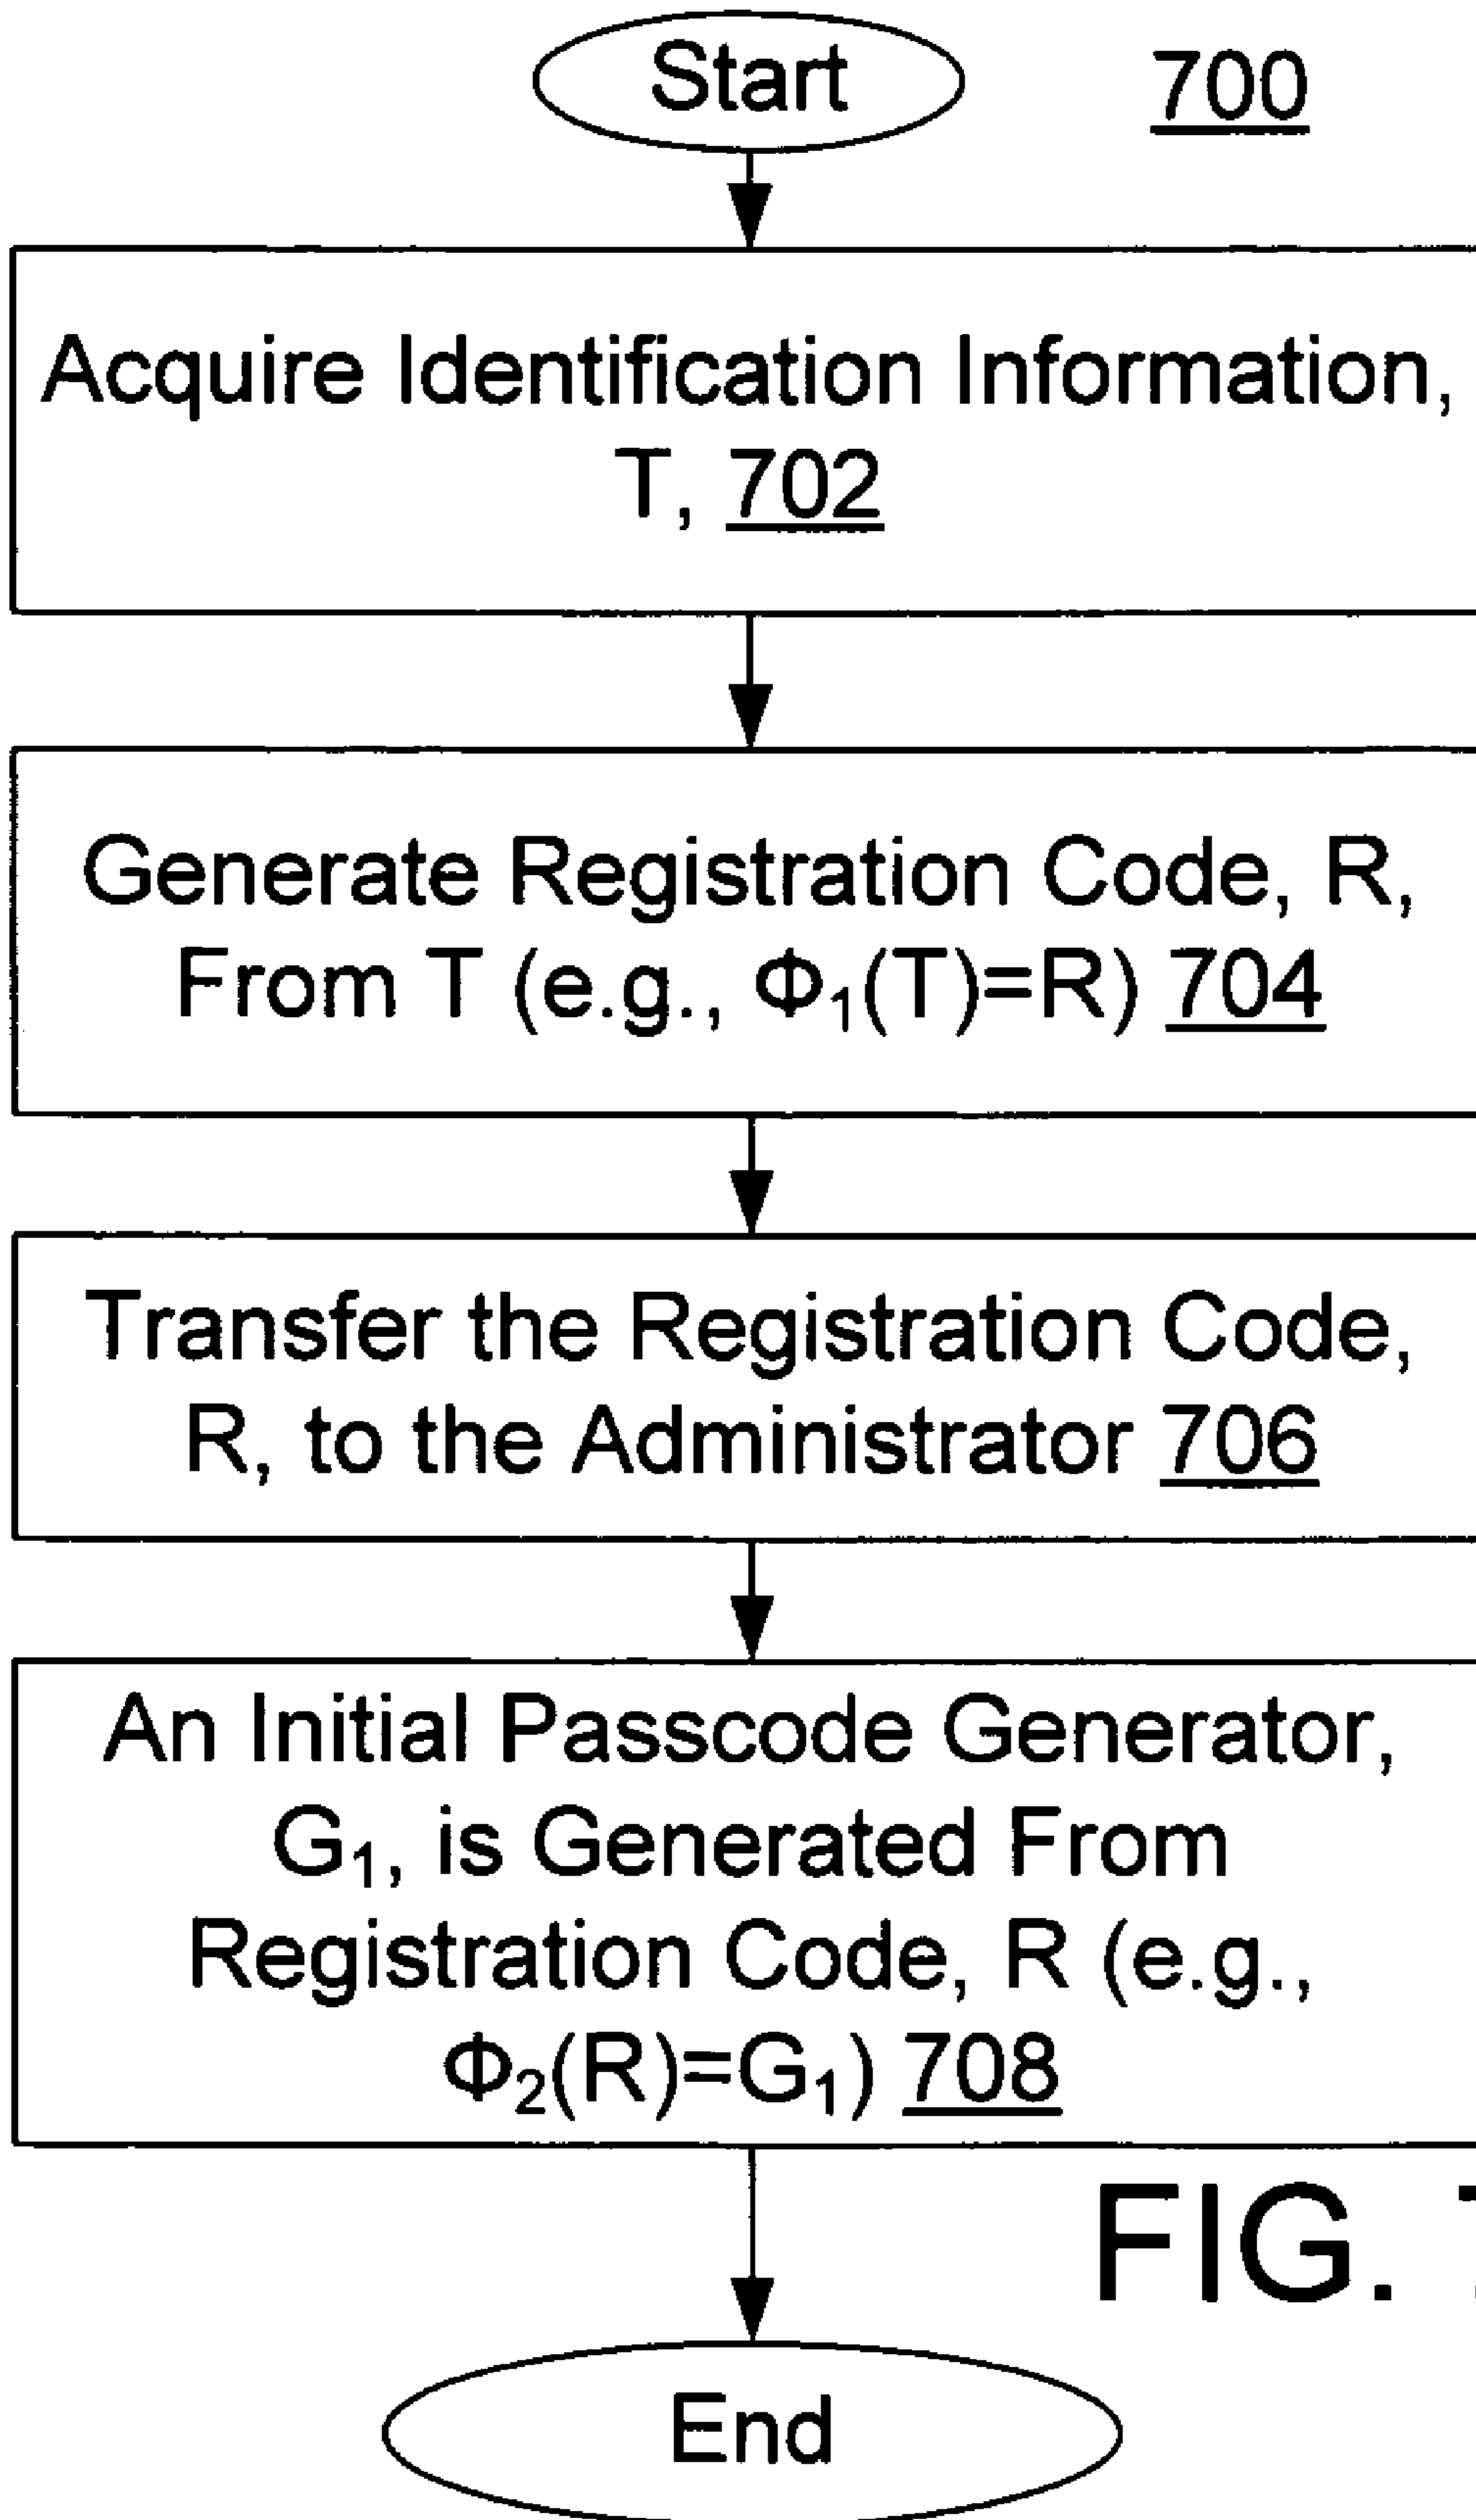 Start
700
Acquire Identification Information,
T, 702
Generate Registration Code, R,
From T (e.g., Φ₁(T)=R) 704
Transfer the Registration Code,
R, to the Administrator 706
An Initial Passcode Generator,
G₁, is Generated From
Registration Code, R (e.g.,
Φ₂(R)=G₁) 708
FIG.
End